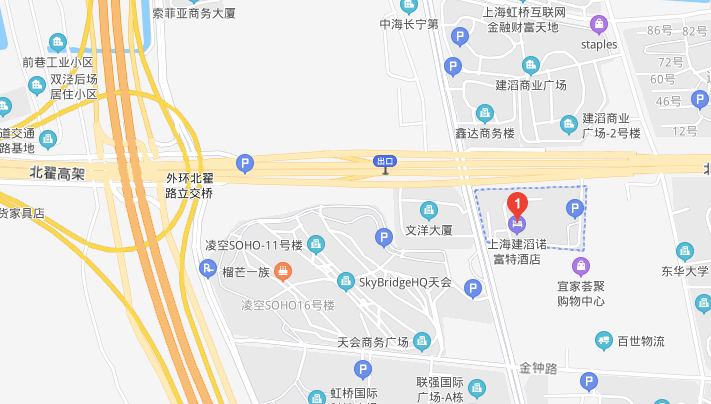 索菲亚商务大厦
中海长宁第
上海虹桥互联网
金融财富天地
staples
86号
82号
前巷工业小区
72号
双泾后场
居住小区
60号
建滔商业广场
46号
道交通
路基地
鑫达商务楼
建滔商业
广场-2号楼
12号
出口
北翟高架
外环北翟
路立交桥
北
1
货家具店
文洋大厦
凌空SOHO-11号楼
上海建滔诺
富特酒店
榴芒一族
SkyBridgeHQ天会
东华大学
宜家荟聚
购物中心
凌空SOHO16号楼
天会商务广场
百世物流
金钟路
虹桥国际
联强国际
广场-A栋
P
P
P
P
P
P
P
P
P